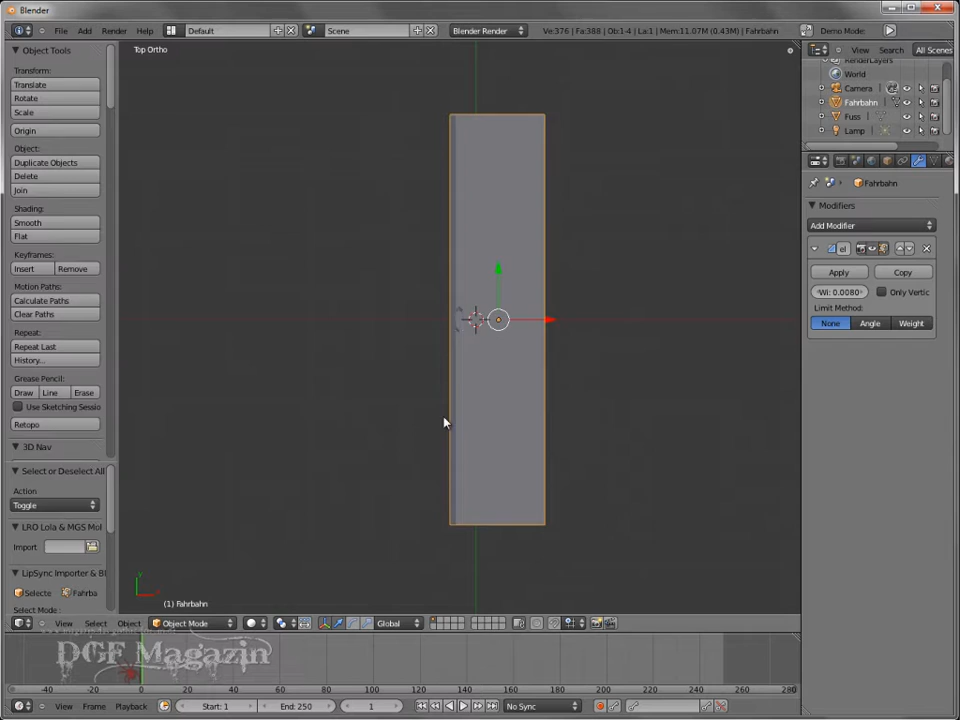 Blender
File Add Render Help Default Scene Blender Render Ve:376 | Fa:388 | Ob:1-4 | La:1 | Mem:11.07M (0.43M) | Fahrbahn Demo Mode:
Object Tools
Transform:
Translate
Rotate
Scale
Origin
Object:
Duplicate Objects
Delete
Join
Shading:
Smooth
Flat
Keyframes:
Insert Remove
Motion Paths:
Calculate Paths
Clear Paths
Repeat:
Repeat Last
History...
Grease Pencil:
Draw Line Erase
Use Sketching Sessio
Retopo
3D Nav
Select or Deselect All
Action
Toggle
LRO Lola & MGS Mol
Import
LipSync Importer & Bl
Selecte Fahrba
Select Mode:
Top Ortho
(1) Fahrbahn
View Search All Scenes
RenderLayers
World
Camera
Fahrbahn
Fuss
Lamp
Fahrbahn
Modifiers
Add Modifier
el
Apply Copy
Wi: 0.0080 Only Vertic
Limit Method:
None Angle Weight
View Select Object Object Mode Global
DGF Magazin
-40 -20 0 20 40 60 80 100 120 140 160 180 200 220 240 260 280
View Frame Playback Start: 1 End: 250 1 No Sync